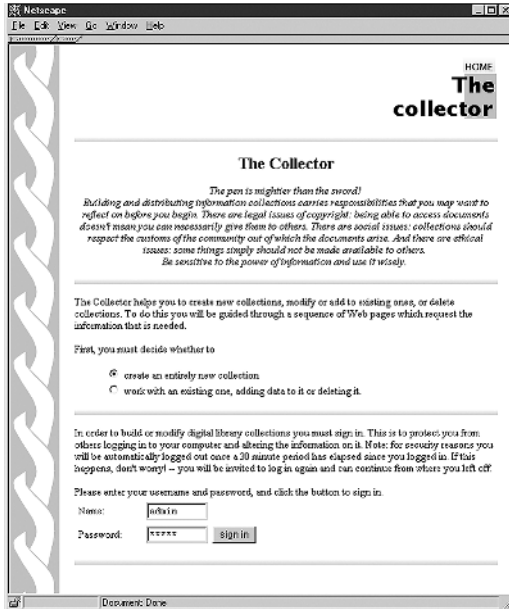 Netscape
File Edit View Go Window Help
HOME
The
collector
The Collector
The pen is mightier than the sword!
Building and distributing information collections carries responsibilities that you may want to
reflect on before you begin. There are legal issues of copyright: being able to access documents
doesn't mean you can necessarily give them to others. There are social issues: collections should
respect the customs of the community out of which the documents arise. And there are ethical
issues: some things simply should not be made available to others.
Be sensitive to the power of information and use it wisely.
The Collector helps you to create new collections, modify or add to existing ones, or delete
collections. To do this you will be guided through a sequence of Web pages which request the
information that is needed.
First, you must decide whether to
create an entirely new collection
work with an existing one, adding data to it or deleting it.
In order to build or modify digital library collections you must sign in. This is to protect you from
others logging in to your computer and altering the information on it. Note: for security reasons you
will be automatically logged out once a 30 minute period has elapsed since you logged in. If this
happens, don't worry! -- you will be invited to log in again and can continue from where you left off.
Please enter your username and password, and click the button to sign in.
Name: admin
Password: ***** sign in
Document: Done